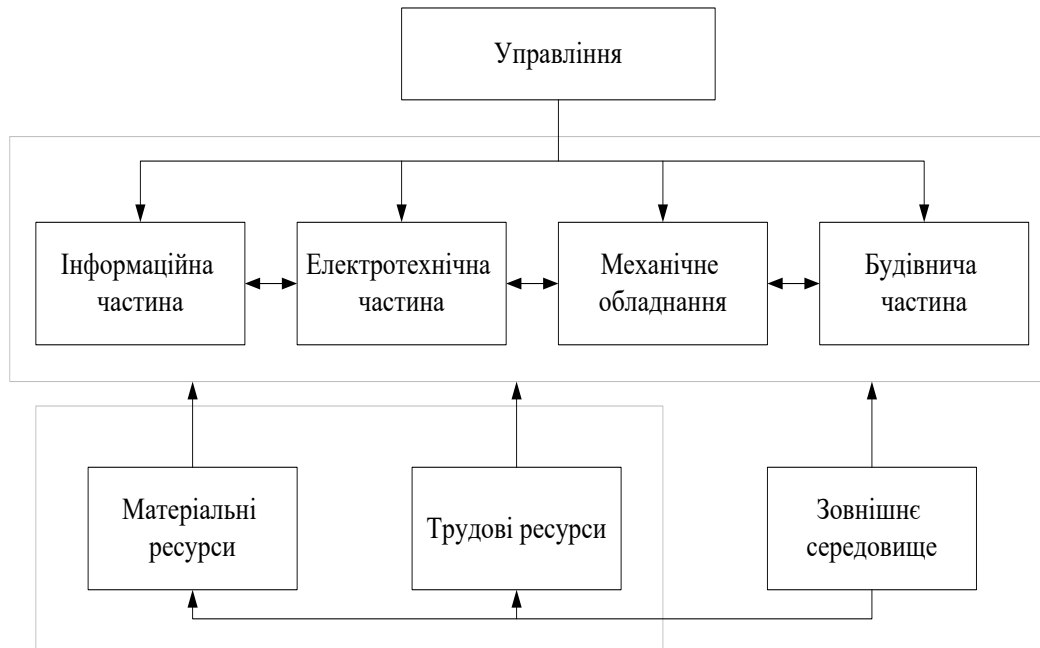 Управління
Інформаційна
частина
Електротехнічна
частина
Механічне
обладнання
Будівнича
частина
Матеріальні
ресурси
Трудові ресурси
Зовнішнє
середовище